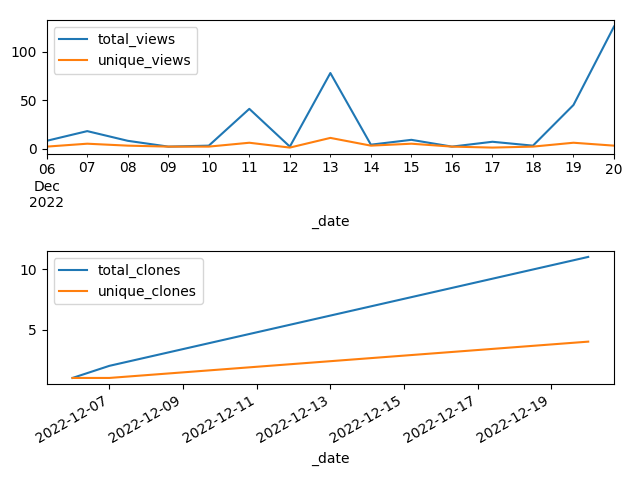 total_views
unique_views
100
50
0
06 07 08 09 10 11 12 13 14 15 16 17 18 19 20
Dec
2022
_date
total_clones
unique_clones
10
5
2022-12-07 2022-12-09 2022-12-11 2022-12-13 2022-12-15 2022-12-17 2022-12-19
_date